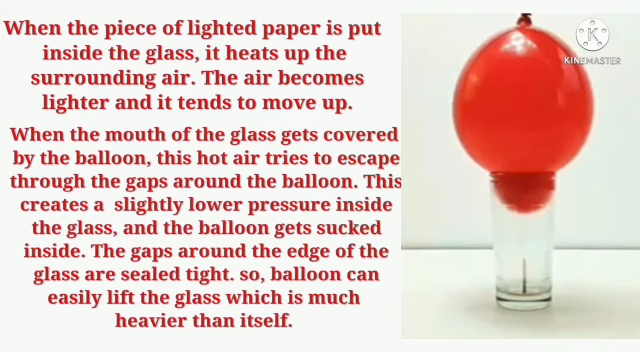 When the piece of lighted paper is put
inside the glass, it heats up the
surrounding air. The air becomes
lighter and it tends to move up.
When the mouth of the glass gets covered
by the balloon, this hot air tries to escape
through the gaps around the balloon. This
creates a slightly lower pressure inside
the glass, and the balloon gets sucked
inside. The gaps around the edge of the
glass are sealed tight. so, balloon can
easily lift the glass which is much
heavier than itself.
K
KINEMASTER